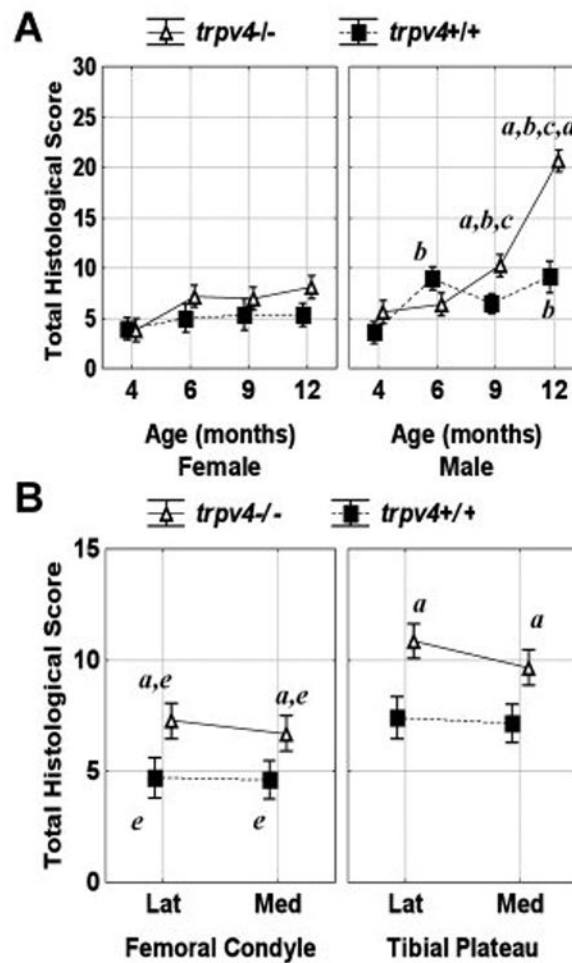 A
trpv4-/- trpv4+/+
Total Histological Score
30
25
20
15
10
5
0
a,b,c,d
a,b,c
b
b
4 6 9 12 4 6 9 12
Age (months) Age (months)
Female Male
B
trpv4-/- trpv4+/+
Total Histological Score
15
10
5
0
a,e a,e
e e
a a
Lat Med Lat Med
Femoral Condyle Tibial Plateau